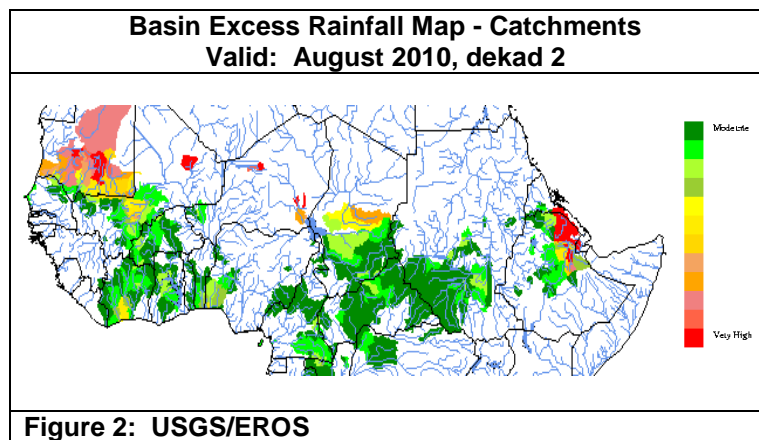 Basin Excess Rainfall Map - Catchments
Valid: August 2010, dekad 2
Moderate
Very High
Figure 2: USGS/EROS